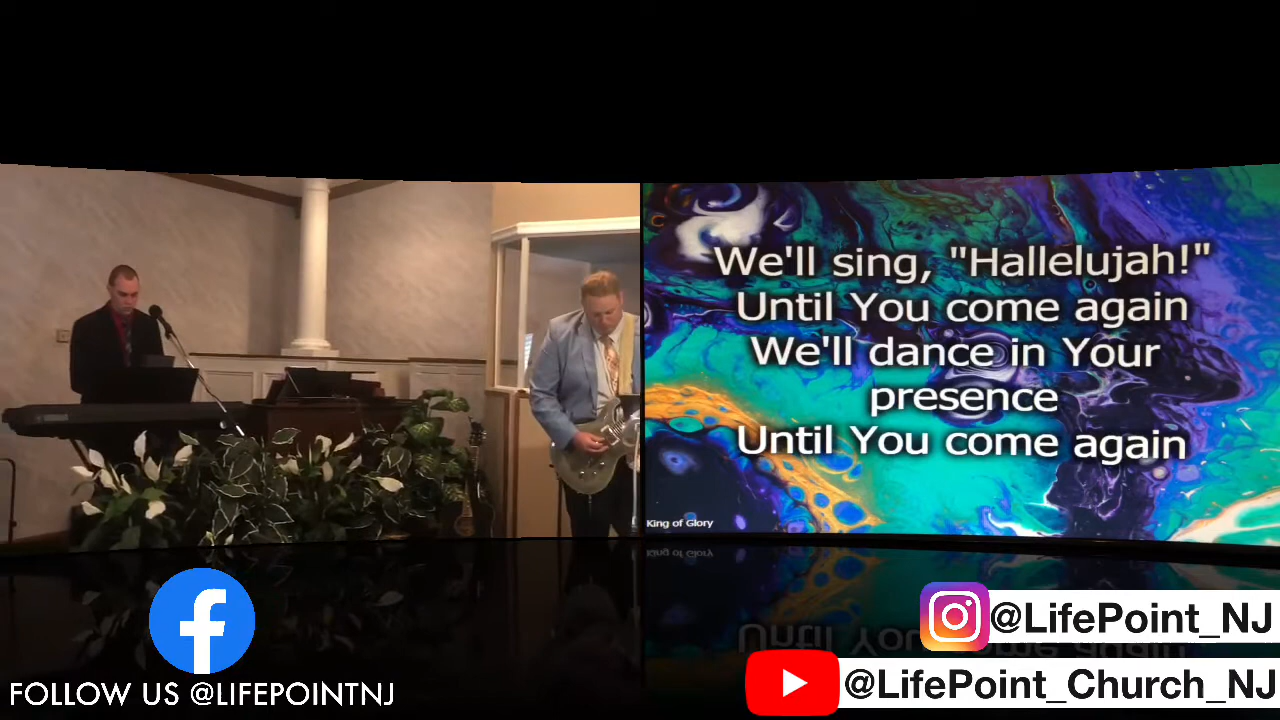 We'll sing, "Hallelujah!"
Until You come again
We'll dance in Your
presence
Until You come again
King of Glory
@LifePoint_NJ
@LifePoint_Church_NJ
FOLLOW US @LIFEPOINTNJ